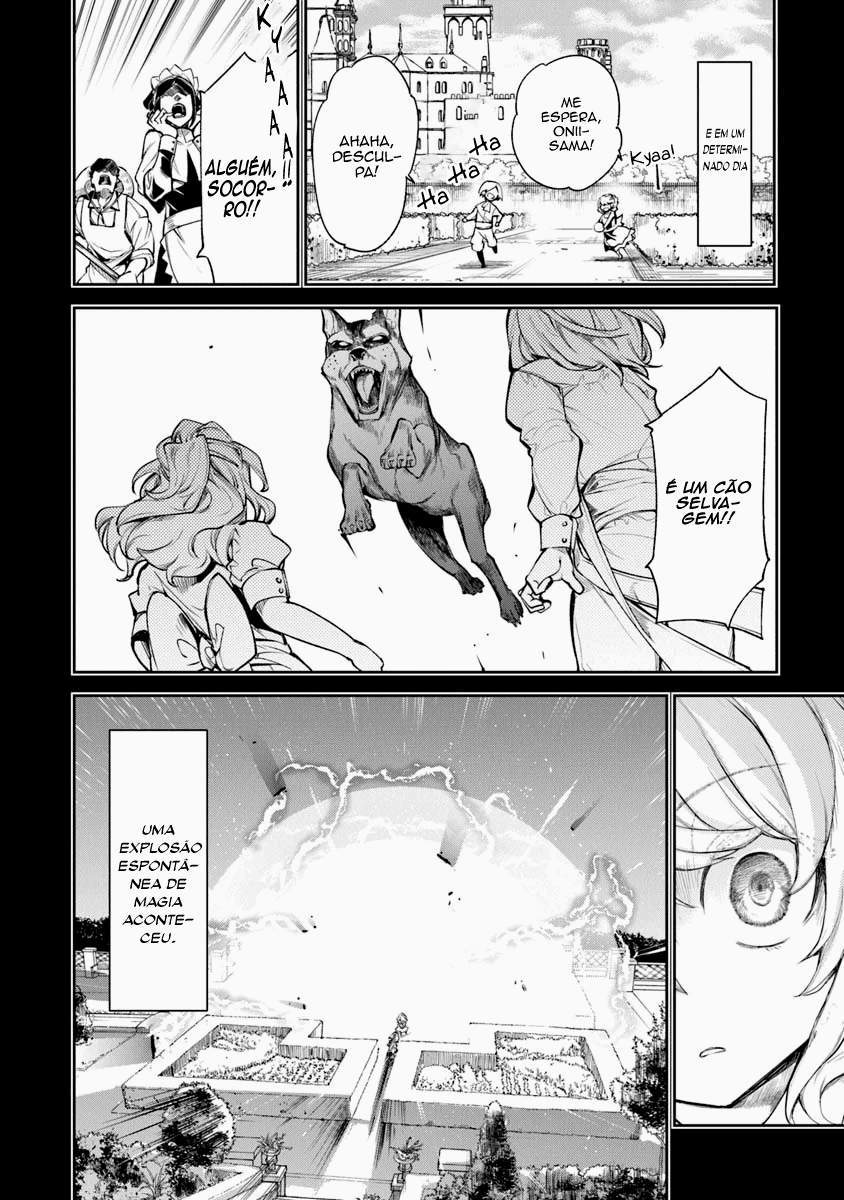 E EM UM
DETERMI-
NADO DIA
ME
ESPERA,
ONII-
SAMA!
Kyaa!
AHAHA,
DESCUL-
PA!
Ha
Ha
Ha
KYAAAA!!
ALGUÉM,
SOCOR-
RO!!
É UM CÃO
SELVA-
GEM!!
UMA
EXPLOSÃO
ESPONTÂ-
NEA DE
MAGIA
ACONTE-
CEU.